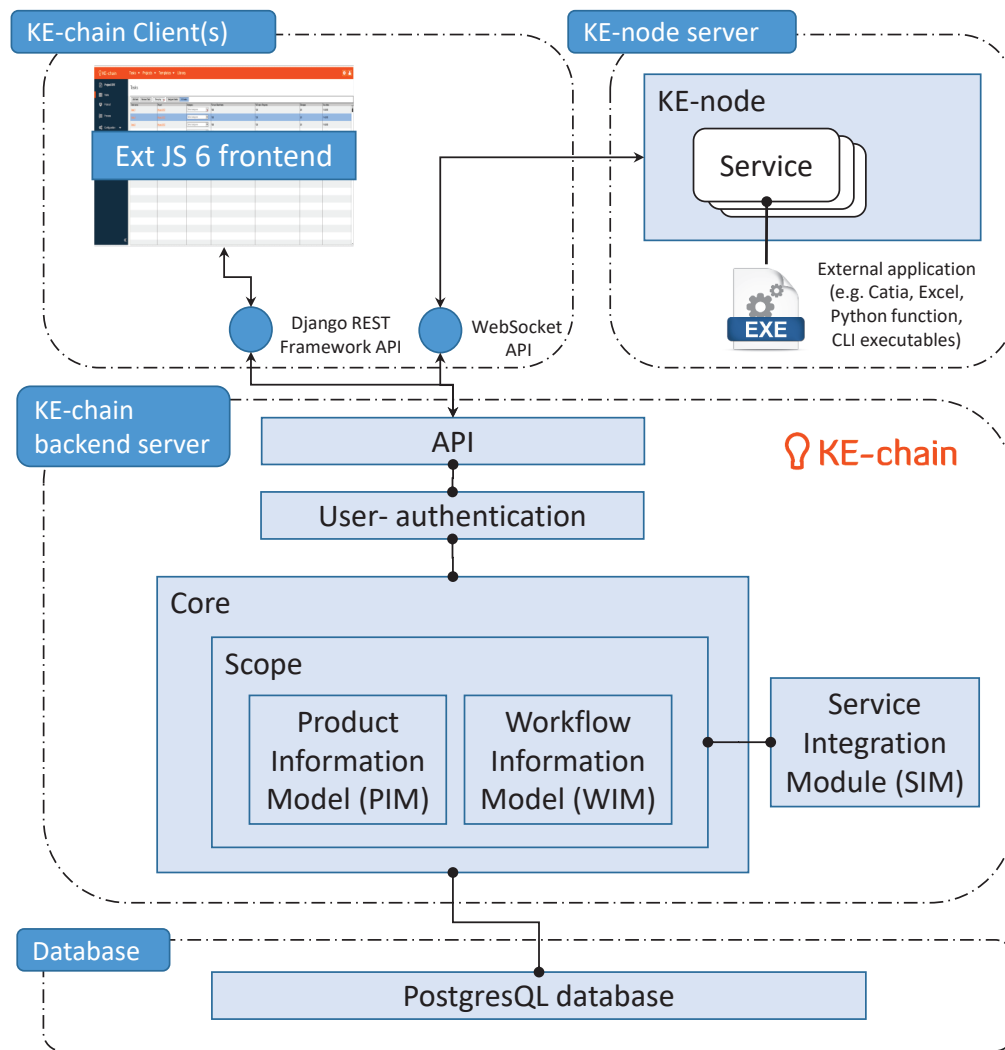 KE-chain Client(s)
KE-chain
Ext JS 6 frontend
Django REST
Framework API
WebSocket
API
KE-node server
KE-node
Service
EXE
External application
(e.g. Catia, Excel,
Python function,
CLI executables)
KE-chain
backend server
KE-chain
API
User- authentication
Core
Scope
Product
Information
Model (PIM)
Workflow
Information
Model (WIM)
Service
Integration
Module (SIM)
Database
PostgresQL database